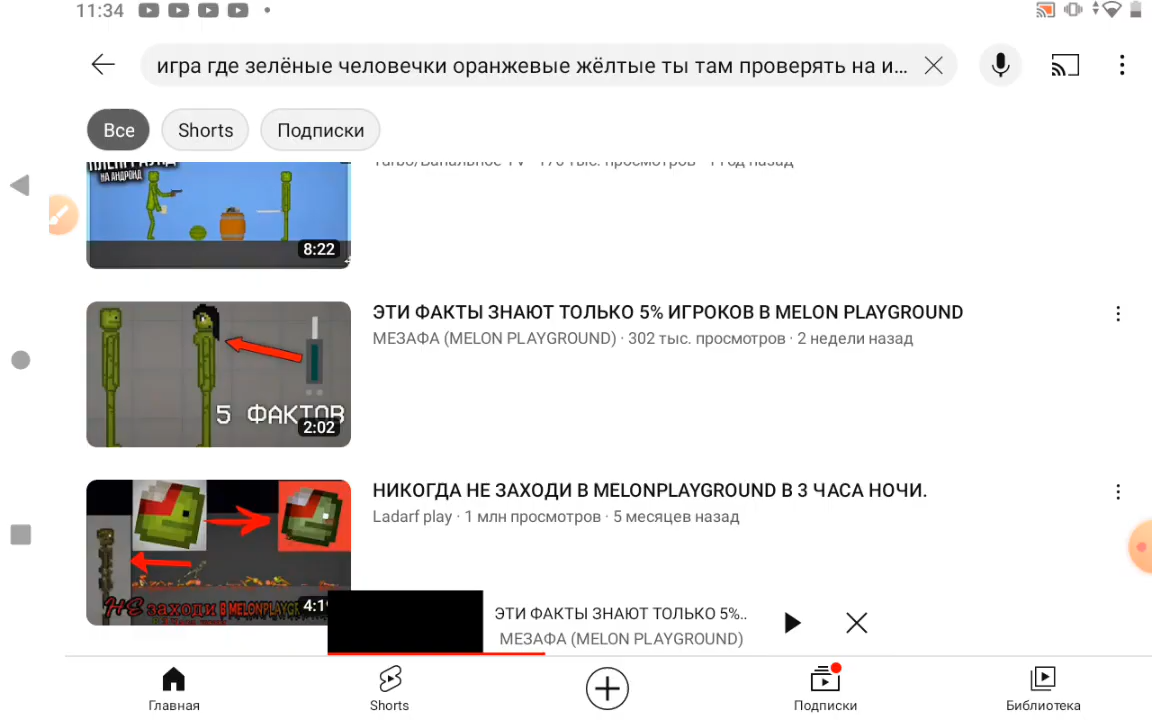 11:34
игра где зелёные человечки оранжевые жёлтые ты там проверять на и...
Все
Shorts
Подписки
НА АНДРОИД
8:22
ЭТИ ФАКТЫ ЗНАЮТ ТОЛЬКО 5% ИГРОКОВ В MELON PLAYGROUND
МЕЗАФА (MELON PLAYGROUND) · 302 тыс. просмотров · 2 недели назад
5 ФАКТОВ
2:02
НИКОГДА НЕ ЗАХОДИ В MELONPLAYGROUND В 3 ЧАСА НОЧИ.
Ladarf play · 1 млн просмотров · 5 месяцев назад
НЕ заходи В MELONPLAYGR
4:1
ЭТИ ФАКТЫ ЗНАЮТ ТОЛЬКО 5%..
МЕЗАФА (MELON PLAYGROUND)
Главная
Shorts
Подписки
Библиотека